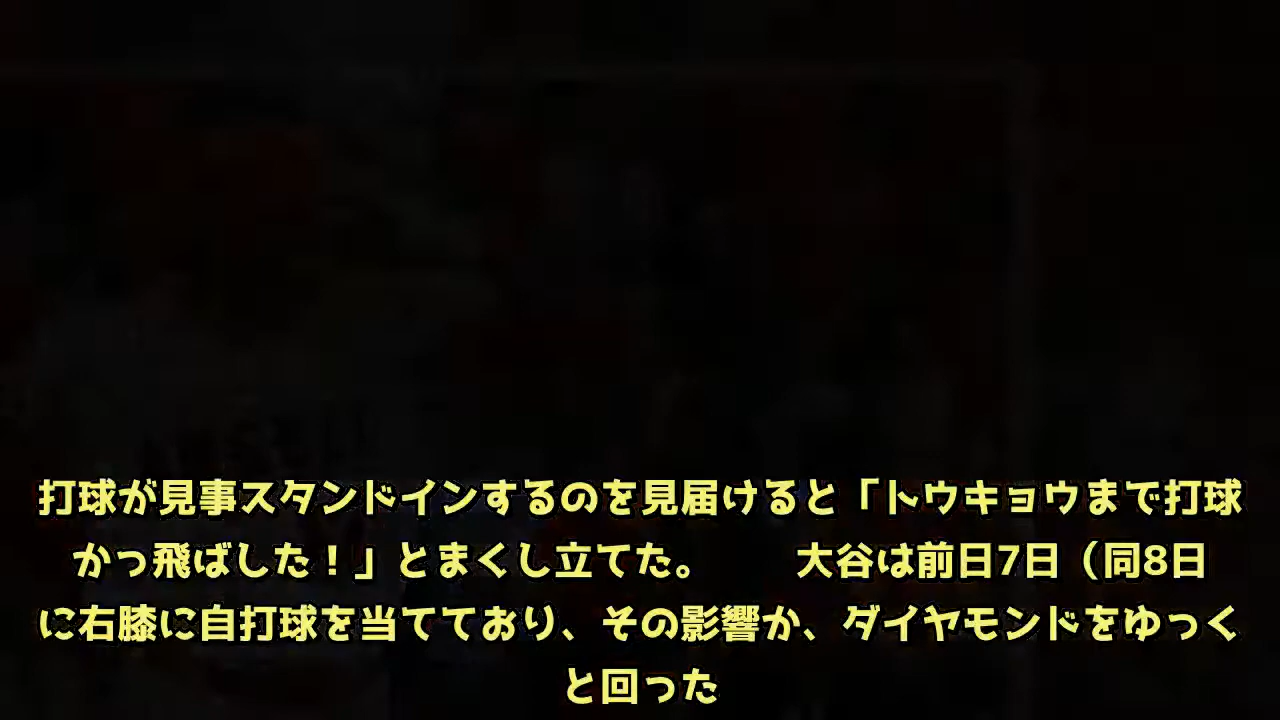 打球が見事スタンドインするのを見届けると「トウキョウまで打球
かっ飛ばした！」とまくし立てた。　　大谷は前日7日（同8日
に右膝に自打球を当てており、その影響か、ダイヤモンドをゆっく
と回った